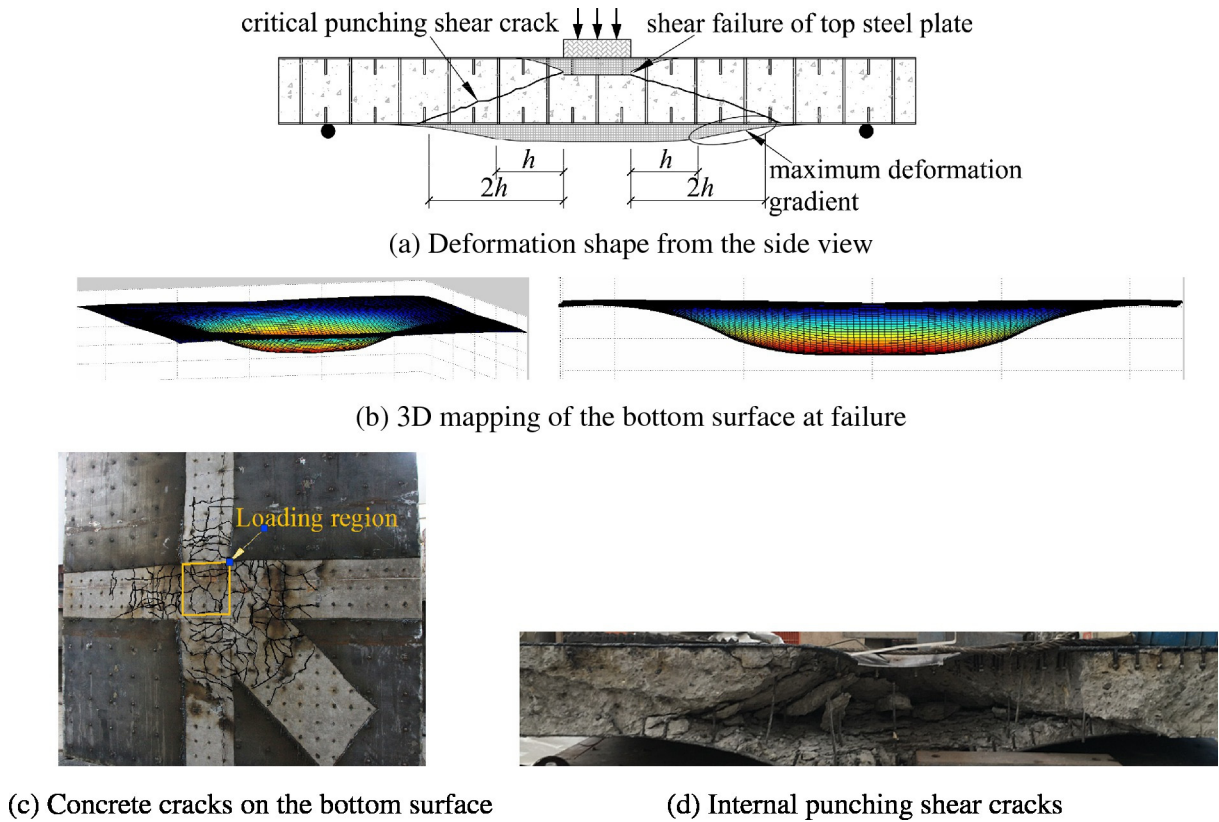 critical punching shear crack
shear failure of top steel plate
h
h
2h
2h
maximum deformation
gradient
(a) Deformation shape from the side view
(b) 3D mapping of the bottom surface at failure
Loading region
(c) Concrete cracks on the bottom surface
(d) Internal punching shear cracks